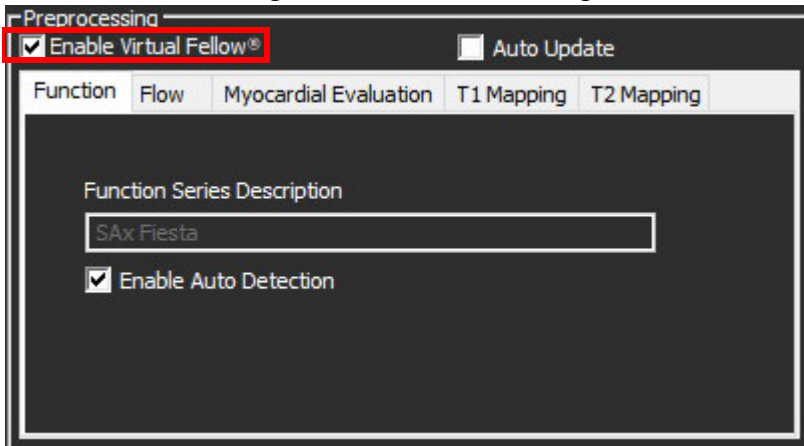 Preprocessing
Enable Virtual Fellow® Auto Update
Function Flow Myocardial Evaluation T1 Mapping T2 Mapping
Function Series Description
SAx Fiesta
Enable Auto Detection